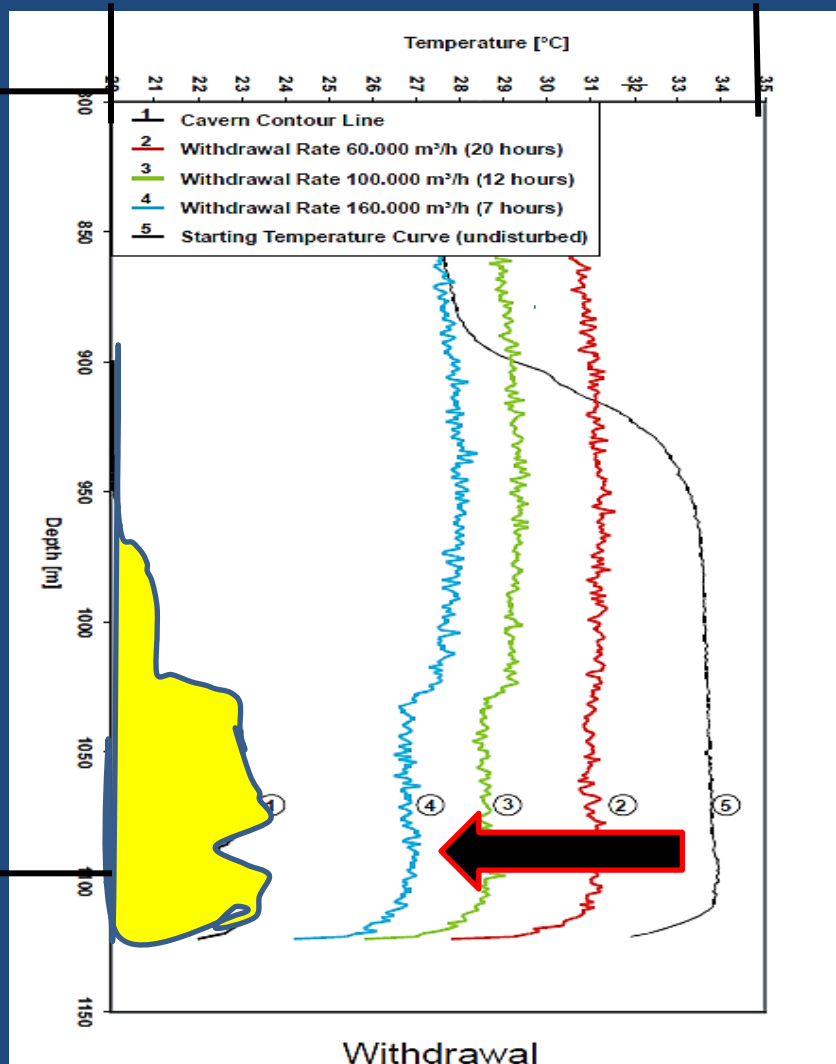 Temperature [°C]
20 21 22 23 24 25 26 27 28 29 30 31 32 33 34 35
1 Cavern Contour Line
2 Withdrawal Rate 60.000 m³/h (20 hours)
3 Withdrawal Rate 100.000 m³/h (12 hours)
4 Withdrawal Rate 160.000 m³/h (7 hours)
5 Starting Temperature Curve (undisturbed)
800
850
900
950
Depth [m]
1000
1050
1 4 3 2 5
1100
1150
Withdrawal